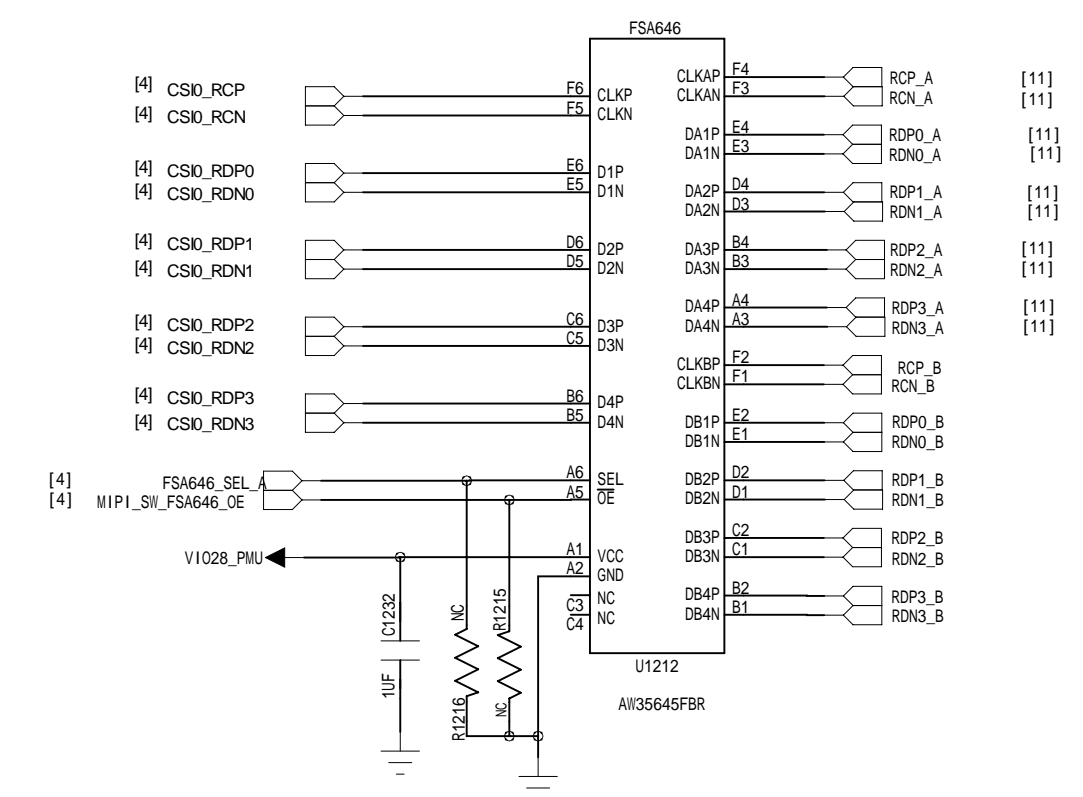 FSA646
[4] CSI0_RCP F6 CLKP CLKAP F4 RCP_A [11]
[4] CSI0_RCN F5 CLKN CLKAN F3 RCN_A [11]
DA1P E4 RDP0_A [11]
DA1N E3 RDN0_A [11]
[4] CSI0_RDP0 E6 D1P
[4] CSI0_RDN0 E5 D1N
DA2P D4 RDP1_A [11]
DA2N D3 RDN1_A [11]
[4] CSI0_RDP1 D6 D2P DA3P B4 RDP2_A [11]
[4] CSI0_RDN1 D5 D2N DA3N B3 RDN2_A [11]
DA4P A4 RDP3_A [11]
[4] CSI0_RDP2 C6 D3P DA4N A3 RDN3_A [11]
[4] CSI0_RDN2 C5 D3N
CLKBP F2 RCP_B
CLKBN F1 RCN_B
[4] CSI0_RDP3 B6 D4P
[4] CSI0_RDN3 B5 D4N DB1P E2 RDP0_B
DB1N E1 RDN0_B
[4] FSA646_SEL_A A6 SEL DB2P D2 RDP1_B
[4] MIPI_SW_FSA646_OE A5 OE DB2N D1 RDN1_B
DB3P C2 RDP2_B
VIO28_PMU A1 VCC DB3N C1 RDN2_B
A2 GND
C3 NC DB4P B2 RDP3_B
C4 NC DB4N B1 RDN3_B
C1232
1UF
NC
R1216
R1215
NC
U1212
AW35645FBR